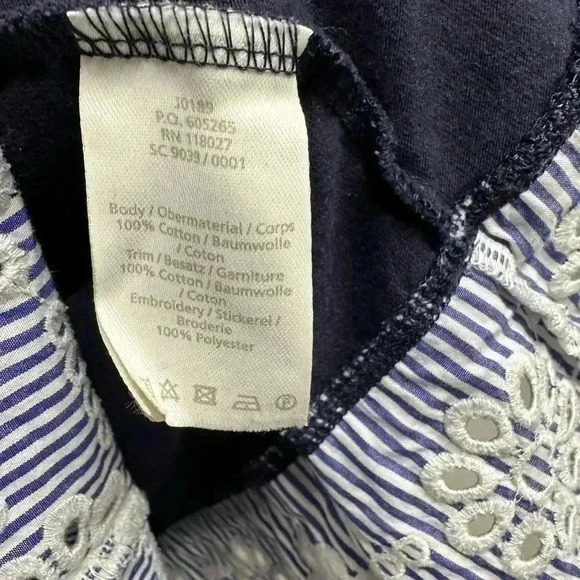 J0189
P.O. 605265
RN 118027
SC 9039 / 0001
Body / Obermaterial / Corps
100% Cotton / Baumwolle
/ Coton
Trim / Besatz / Garniture
100% Cotton / Baumwolle
/ Coton
Embroidery / Stickerei /
Broderie
100% Polyester
P